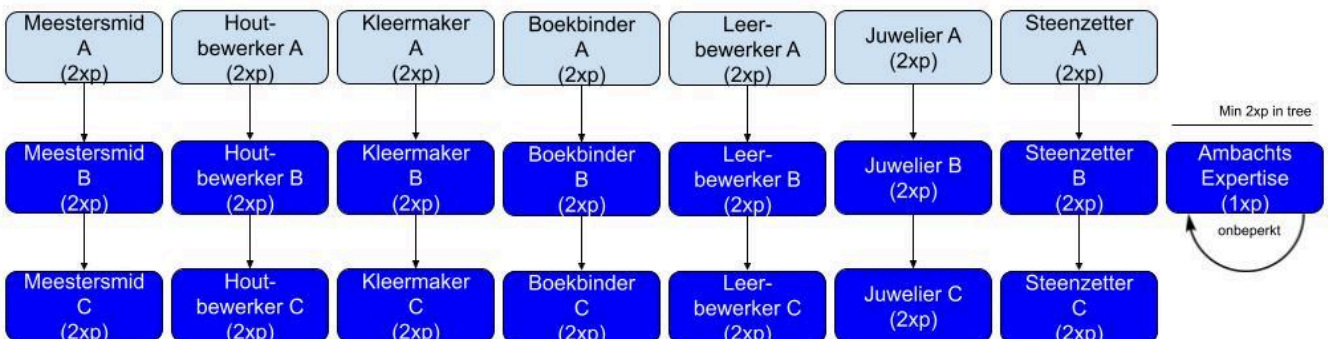 Meestersmid
A
(2xp)
Hout-
bewerker A
(2xp)
Kleermaker
A
(2xp)
Boekbinder
A
(2xp)
Leer-
bewerker A
(2xp)
Juwelier A
(2xp)
Steenzetter
A
(2xp)
Min 2xp in tree
Meestersmid
B
(2xp)
Hout-
bewerker B
(2xp)
Kleermaker
B
(2xp)
Boekbinder
B
(2xp)
Leer-
bewerker B
(2xp)
Juwelier B
(2xp)
Steenzetter
B
(2xp)
Ambachts
Expertise
(1xp)
onbeperkt
Meestersmid
C
(2xp)
Hout-
bewerker C
(2xp)
Kleermaker
C
(2xp)
Boekbinder
C
(2xp)
Leer-
bewerker C
(2xp)
Juwelier C
(2xp)
Steenzetter
C
(2xp)